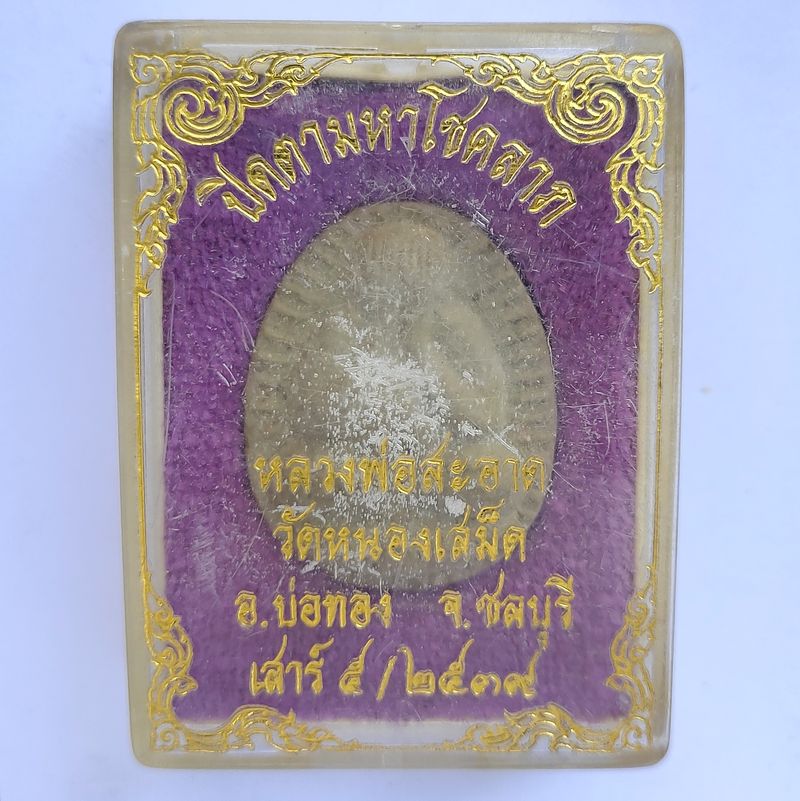 ปิดตามหาโชคลาภ
หลวงพ่อสะอาด
วัดหนองเสม็ด
อ.บ่อทอง จ.ชลบุรี
เสาร์ ๕/๒๕๓๙